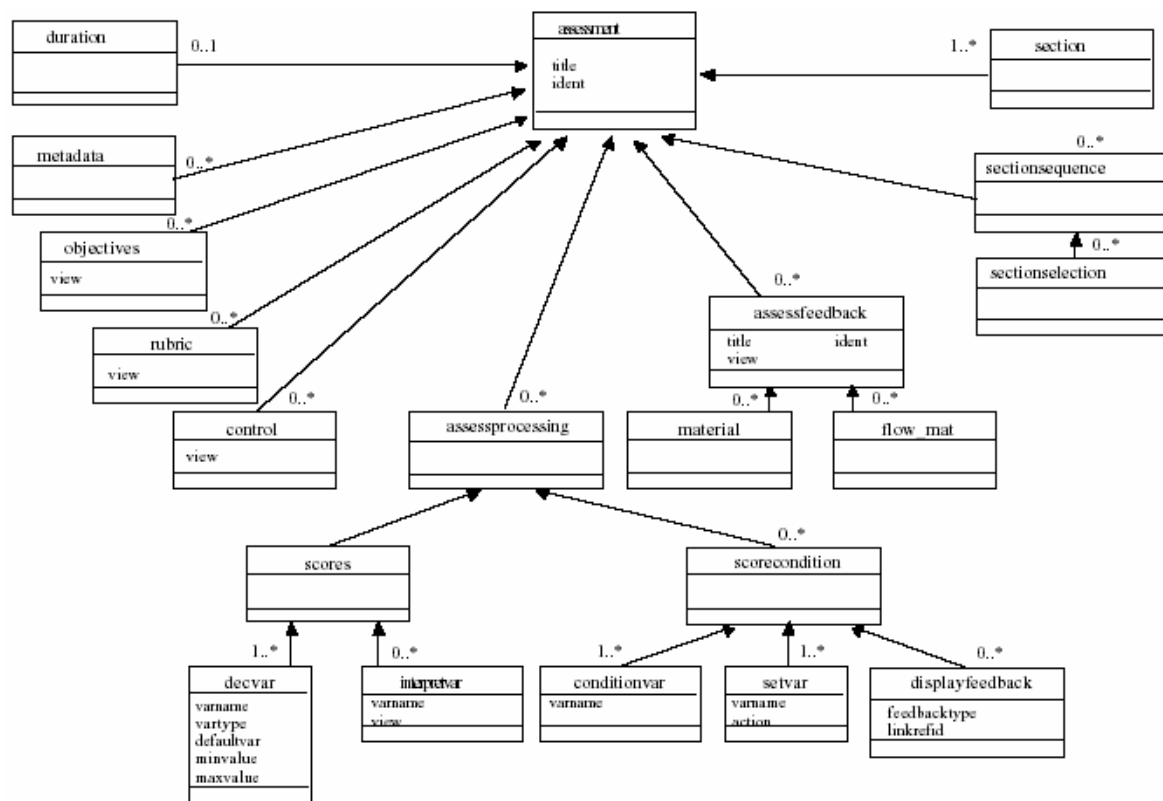 duration
0..1
assessment
title
ident
1..*
section
metadata
0..*
0..*
sectionsequence
objectives
view
0..*
0..*
sectionselection
rubric
view
0..*
0..*
assessfeedback
title ident
view
control
view
0..*
0..*
assessprocessing
0..*
material
0..*
flow_mat
scores
0..*
scorecondition
1..*
decvar
varname
vartype
defaultvar
minvalue
maxvalue
0..*
interpretvar
varname
view
1..*
conditionvar
varname
1..*
setvar
varname
action
0..*
displayfeedback
feedbacktype
linkrefid